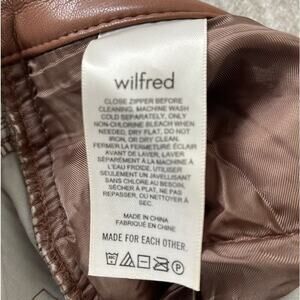 wilfred
CLOSE ZIPPER BEFORE
CLEANING, MACHINE WASH
COLD SEPARATELY, ONLY
NON-CHLORINE BLEACH WHEN
NEEDED, DRY FLAT, DO NOT
IRON, OR DRY CLEAN.
FERMER LA FERMETURE ÉCLAIR
AVANT DE LAVER, LAVER
SÉPARÉMENT À LA MACHINE À
L'EAU FROIDE, UTILISER
SEULEMENT UN JAVELLISANT
SANS CHLORE AU BESOIN,
SÉCHER À PLAT, NE PAS
REPASSER, OU NETTOYER À
SEC.
MADE IN CHINA
FABRIQUÉ EN CHINE
MADE FOR EACH OTHER.
P